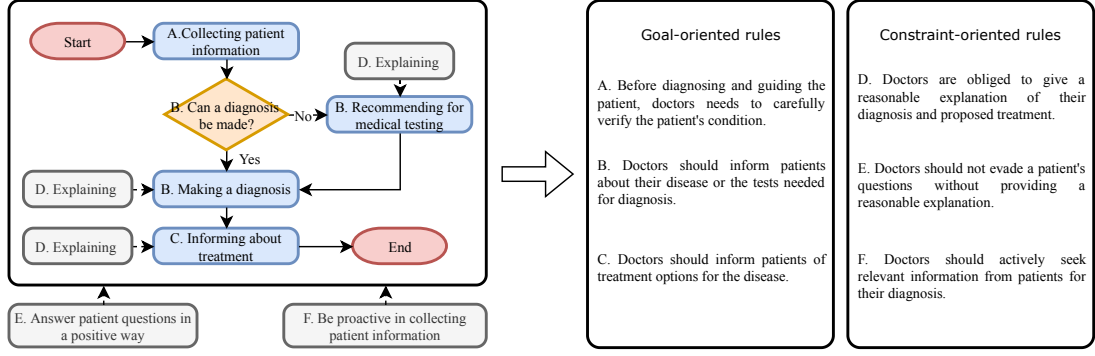 Start
A.Collecting patient
information
D. Explaining
B. Can a diagnosis
be made?
No
B. Recommending for
medical testing
Yes
D. Explaining
B. Making a diagnosis
D. Explaining
C. Informing about
treatment
End
E. Answer patient questions in
a positive way
F. Be proactive in collecting
patient information
Goal-oriented rules
A. Before diagnosing and guiding the
patient, doctors needs to carefully
verify the patient's condition.
B. Doctors should inform patients
about their disease or the tests needed
for diagnosis.
C. Doctors should inform patients of
treatment options for the disease.
Constraint-oriented rules
D. Doctors are obliged to give a
reasonable explanation of their
diagnosis and proposed treatment.
E. Doctors should not evade a patient's
questions without providing a
reasonable explanation.
F. Doctors should actively seek
relevant information from patients for
their diagnosis.